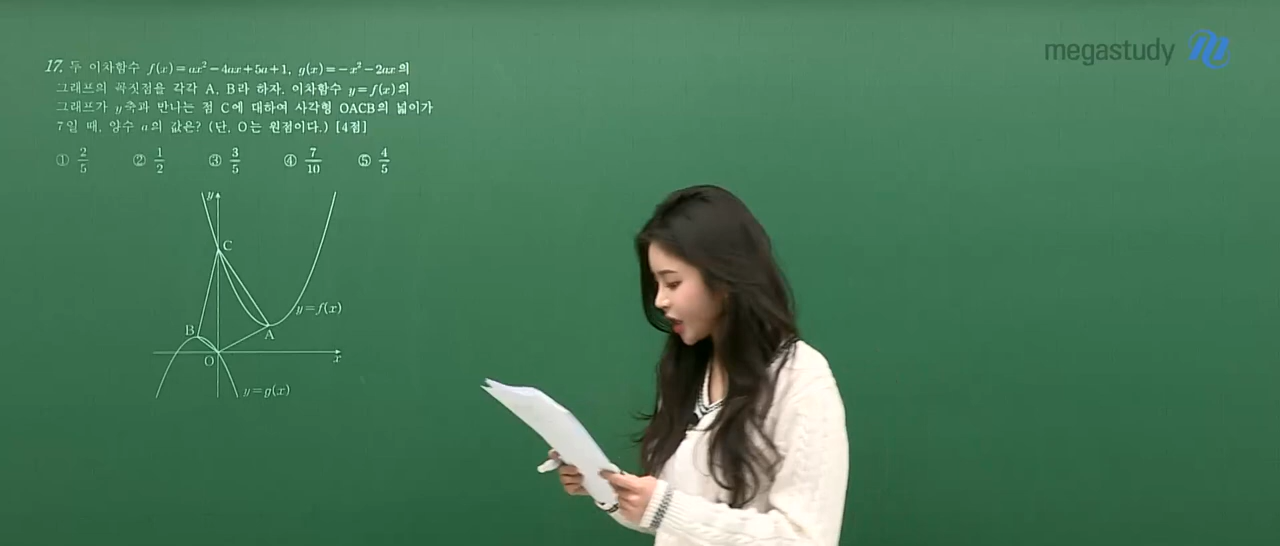 megastudy M
17. 두 이차함수 f(x)=ax²-4ax+5a+1, g(x)=-x²-2ax의
그래프의 꼭짓점을 각각 A, B라 하자. 이차함수 y=f(x)의
그래프가 y축과 만나는 점 C에 대하여 사각형 OACB의 넓이가
7일 때, 양수 a의 값은? (단, O는 원점이다.) [4점]
① 2/5 ② 1/2 ③ 3/5 ④ 7/10 ⑤ 4/5
y
C
y=f(x)
B
A
O
x
y=g(x)